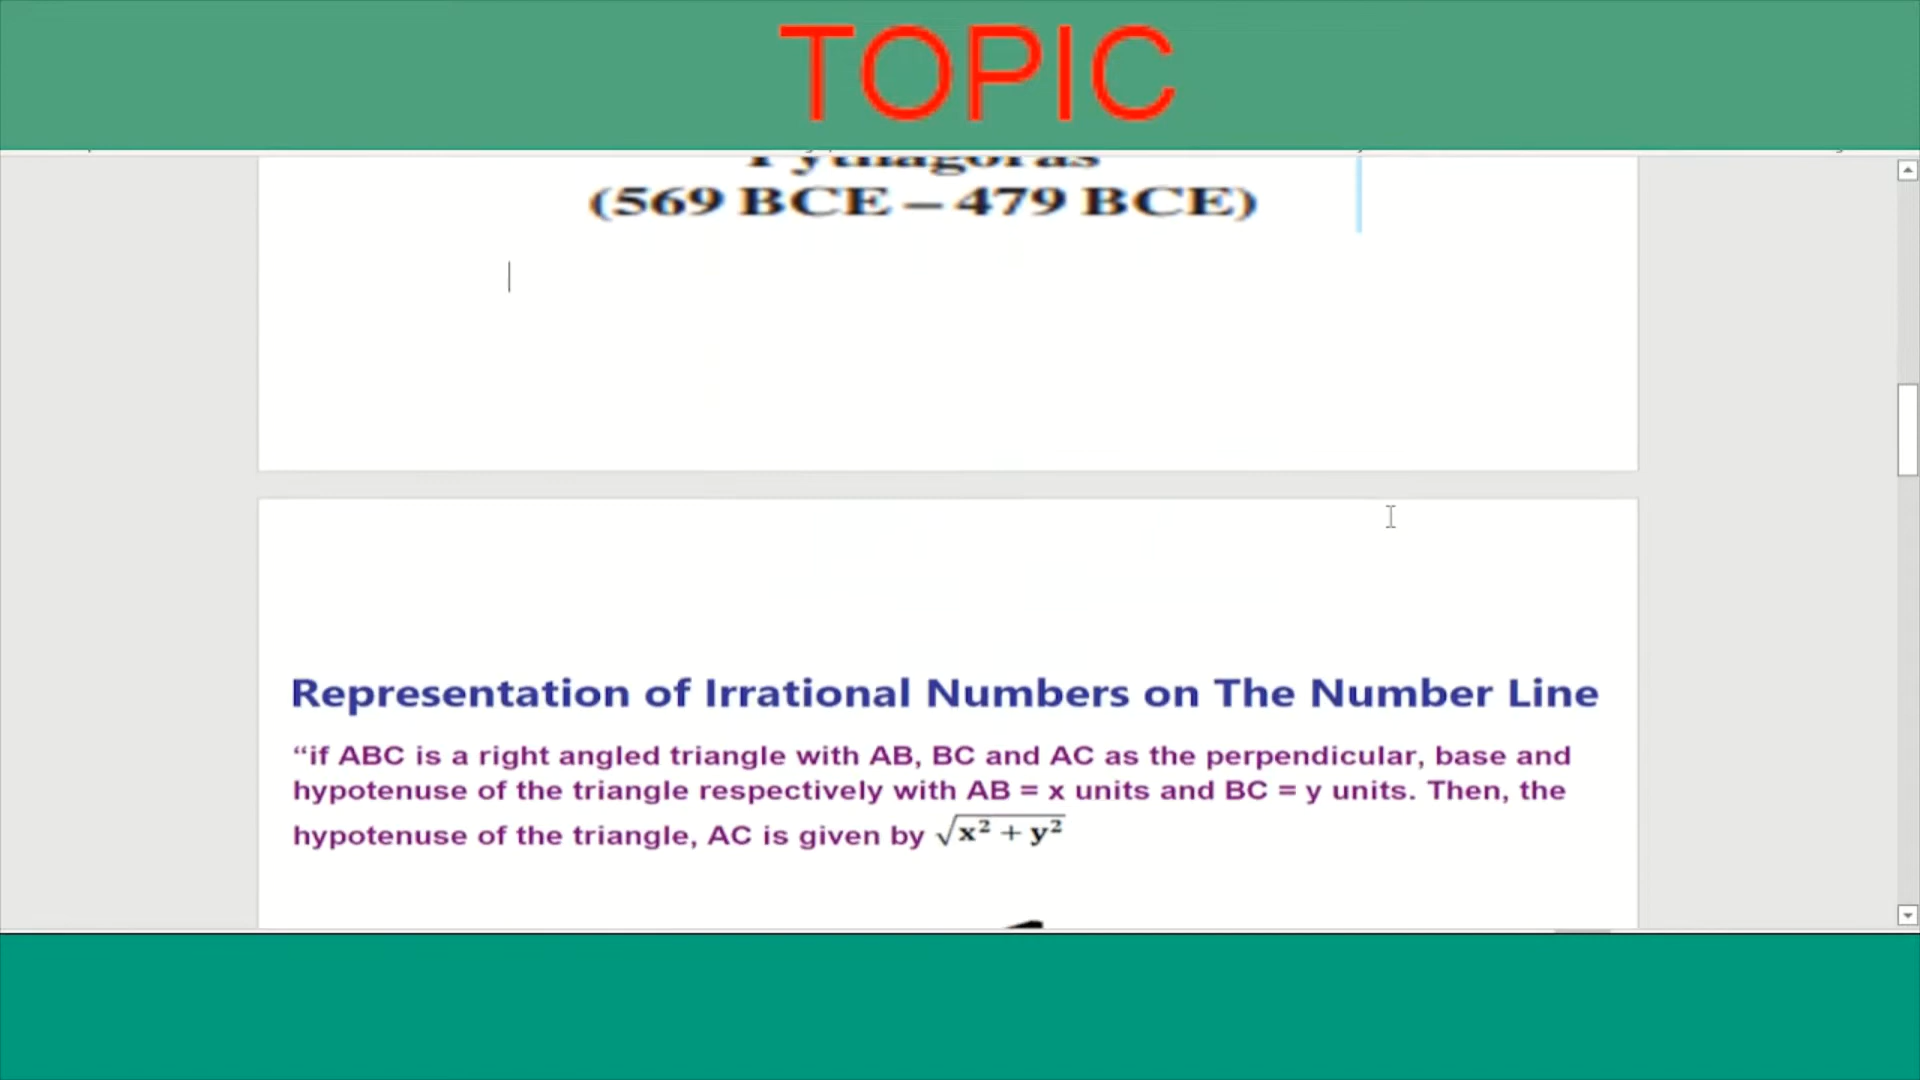 TOPIC
Pythagoras
(569 BCE – 479 BCE)
Representation of Irrational Numbers on The Number Line
“if ABC is a right angled triangle with AB, BC and AC as the perpendicular, base and
hypotenuse of the triangle respectively with AB = x units and BC = y units. Then, the
hypotenuse of the triangle, AC is given by √x² + y²